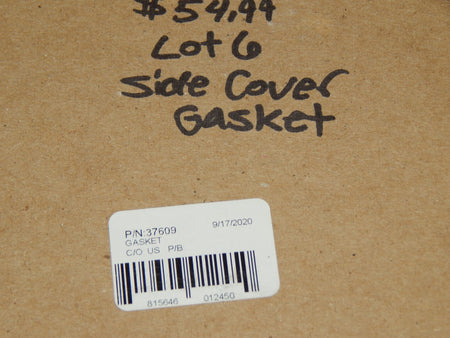 $54.99
Lot 6
Side Cover
Gasket
P/N:37609 9/17/2020
GASKET
C/O US P/B
815646 012450